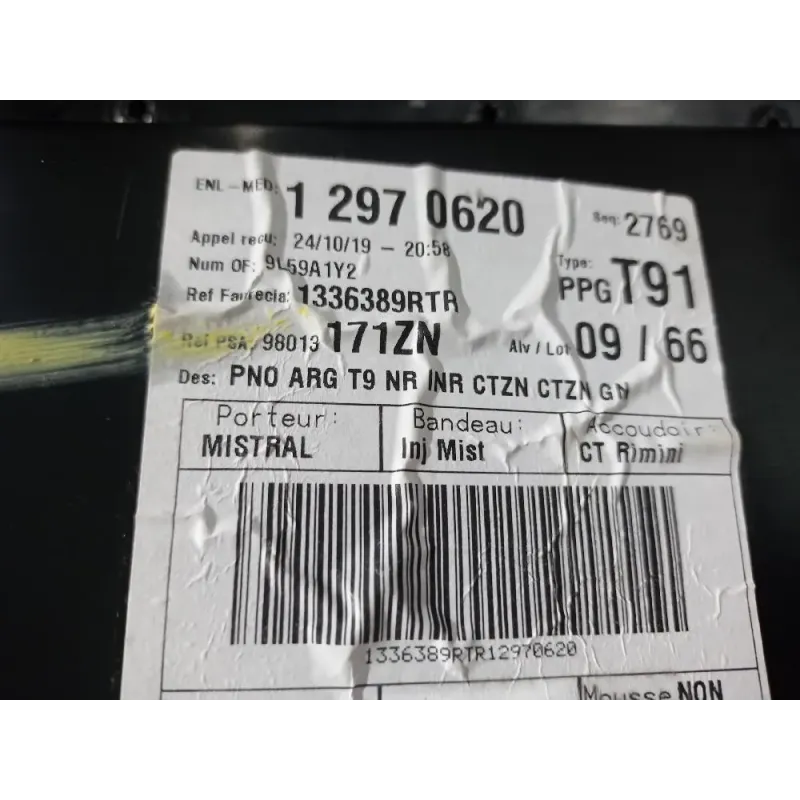 ENL-MED: 1 297 0620 Seq: 2769
Appel recu: 24/10/19 - 20:58
Num OF: 9L59A1Y2 Type: PPG T91
Ref Faurecia: 1336389RTR
Ref PSA: 98013 171ZN Alv / Lot 09 / 66
Des: PNO ARG T9 NR INR CTZN CTZN
Porteur: Bandeau: Accoudoir:
MISTRAL Inj Mist CT Rimini
1336389RTR12970620
Mousse NON